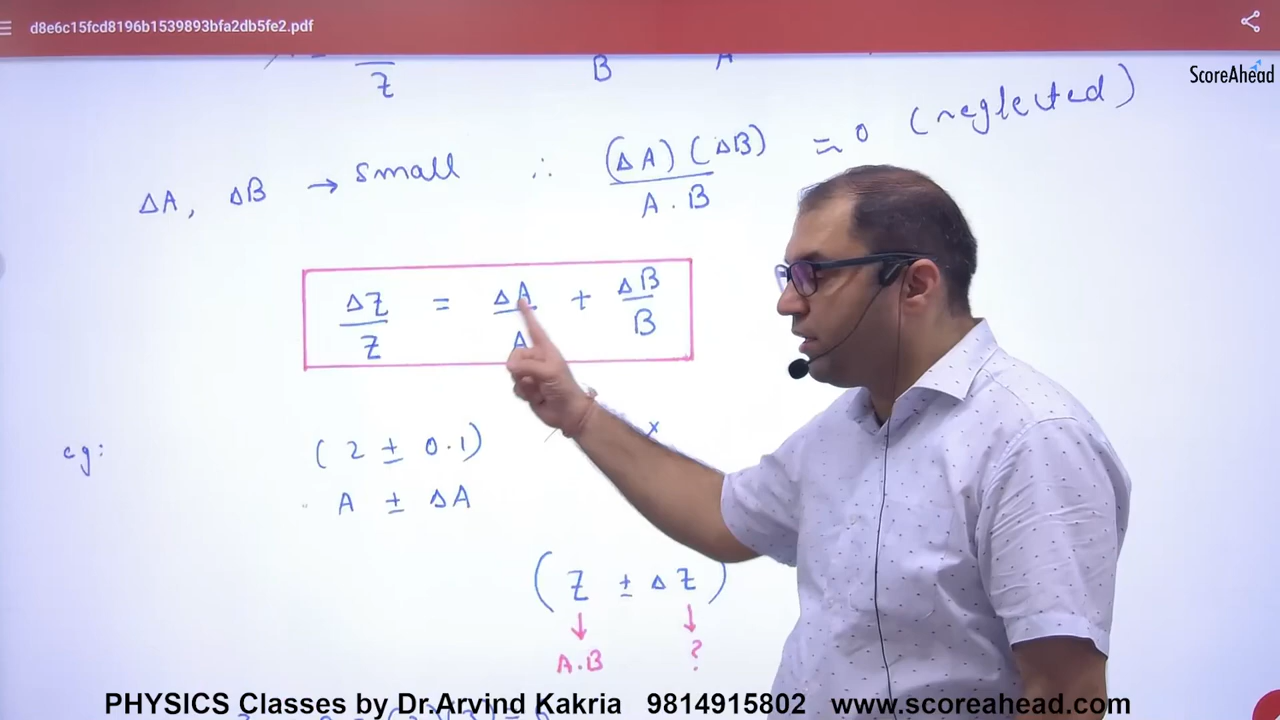 d8e6c15fcd8196b1539893bfa2db5fe2.pdf
ScoreAhead
Z B A
ΔA, ΔB → small ∴ (ΔA)(ΔB) / A.B ≈ 0 (neglected)
ΔZ/Z = ΔA/A + ΔB/B
eg: (2 ± 0.1) x
A ± ΔA
(Z ± ΔZ)
↓ ↓
A.B ?
PHYSICS Classes by Dr.Arvind Kakria 9814915802 www.scoreahead.com